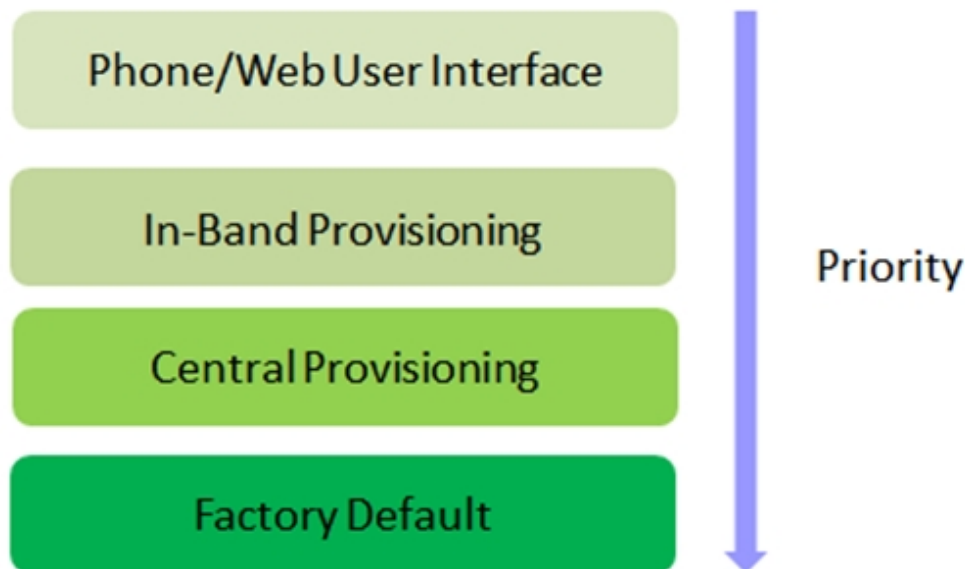 Phone/Web User Interface
In-Band Provisioning
Priority
Central Provisioning
Factory Default